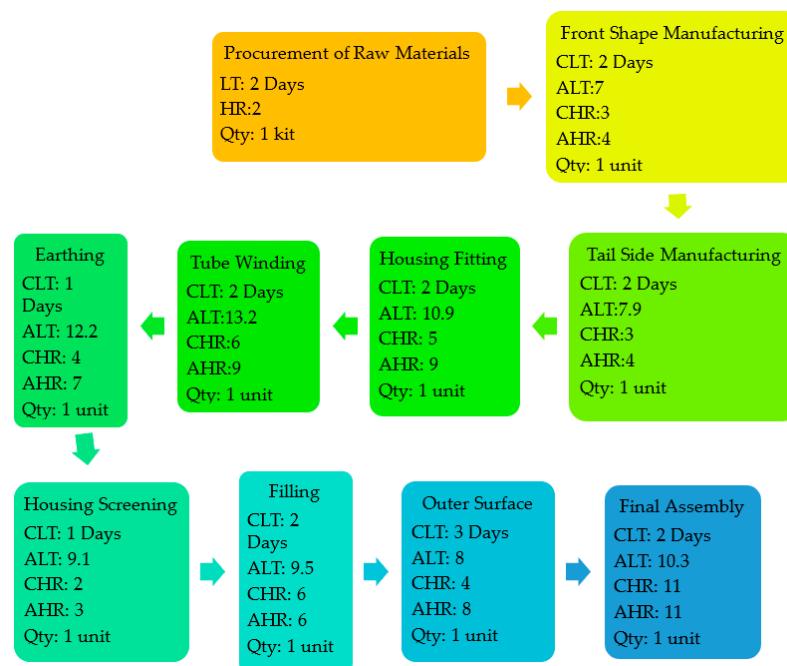 Procurement of Raw Materials
LT: 2 Days
HR:2
Qty: 1 kit
Front Shape Manufacturing
CLT: 2 Days
ALT:7
CHR:3
AHR:4
Qty: 1 unit
Tail Side Manufacturing
CLT: 2 Days
ALT:7.9
CHR:3
AHR:4
Qty: 1 unit
Housing Fitting
CLT: 2 Days
ALT: 10.9
CHR: 5
AHR: 9
Qty: 1 unit
Tube Winding
CLT: 2 Days
ALT:13.2
CHR:6
AHR:9
Qty: 1 unit
Earthing
CLT: 1
Days
ALT: 12.2
CHR: 4
AHR: 7
Qty: 1 unit
Housing Screening
CLT: 1 Days
ALT: 9.1
CHR: 2
AHR: 3
Qty: 1 unit
Filling
CLT: 2
Days
ALT: 9.5
CHR: 6
AHR: 6
Qty: 1 unit
Outer Surface
CLT: 3 Days
ALT: 8
CHR: 4
AHR: 8
Qty: 1 unit
Final Assembly
CLT: 2 Days
ALT: 10.3
CHR: 11
AHR: 11
Qty: 1 unit